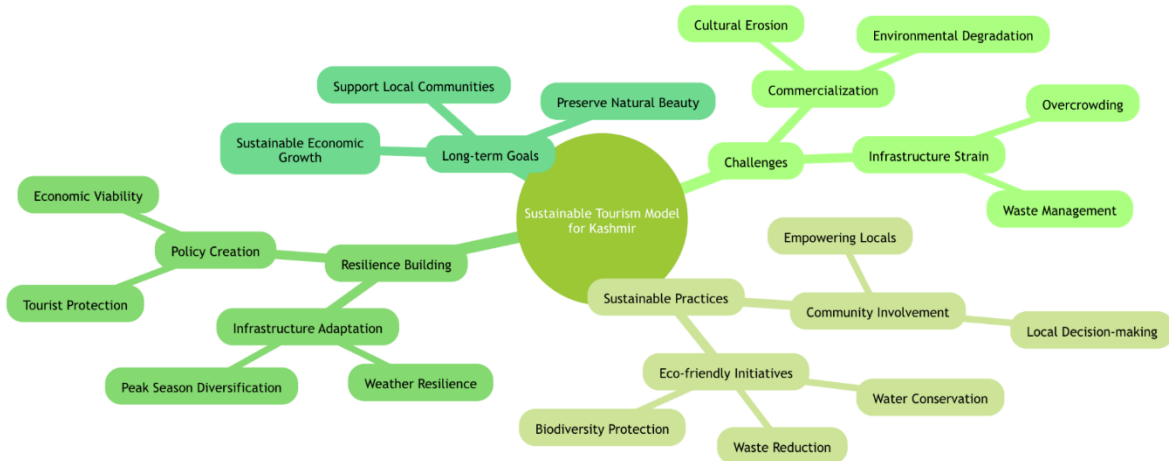 Sustainable Tourism Model
for Kashmir
Challenges
Commercialization
Cultural Erosion
Environmental Degradation
Infrastructure Strain
Overcrowding
Waste Management
Sustainable Practices
Community Involvement
Empowering Locals
Local Decision-making
Eco-friendly Initiatives
Water Conservation
Waste Reduction
Biodiversity Protection
Resilience Building
Infrastructure Adaptation
Weather Resilience
Peak Season Diversification
Policy Creation
Tourist Protection
Economic Viability
Long-term Goals
Sustainable Economic
Growth
Support Local Communities
Preserve Natural Beauty